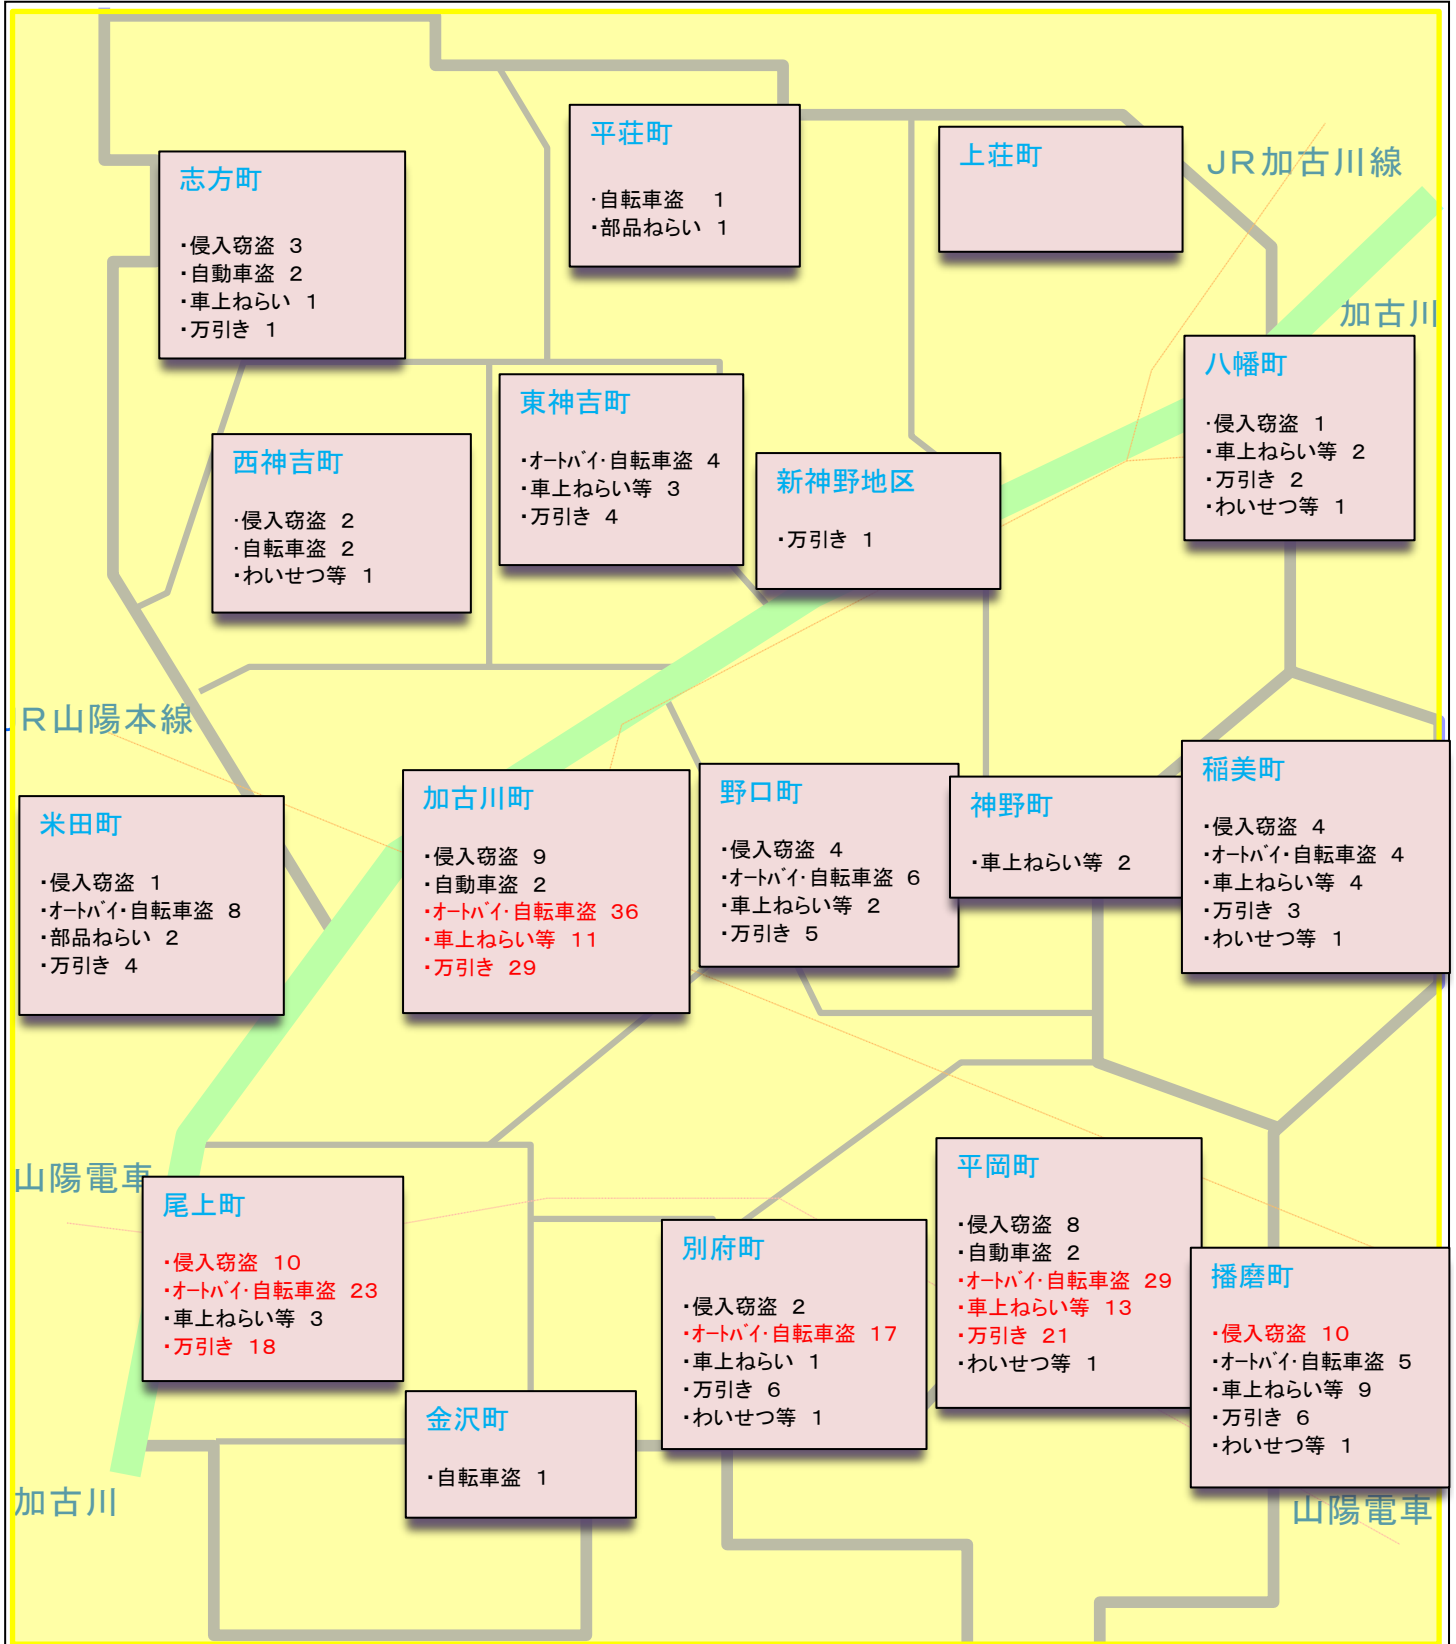 平荘町
・自転車盗　1
・部品ねらい 1
上荘町
JR加古川線
志方町
・侵入窃盗 3
・自動車盗 2
・車上ねらい 1
・万引き 1
加古川
八幡町
・侵入窃盗 1
・車上ねらい等 2
・万引き 2
・わいせつ等 1
東神吉町
・オートバイ・自転車盗 4
・車上ねらい等 3
・万引き 4
西神吉町
・侵入窃盗 2
・自転車盗 2
・わいせつ等 1
新神野地区
・万引き 1
JR山陽本線
米田町
・侵入窃盗 1
・オートバイ・自転車盗 8
・部品ねらい 2
・万引き 4
加古川町
・侵入窃盗 9
・自動車盗 2
・オートバイ・自転車盗 36
・車上ねらい等 11
・万引き 29
野口町
・侵入窃盗 4
・オートバイ・自転車盗 6
・車上ねらい等 2
・万引き 5
神野町
・車上ねらい等 2
稲美町
・侵入窃盗 4
・オートバイ・自転車盗 4
・車上ねらい等 4
・万引き 3
・わいせつ等 1
山陽電車
尾上町
・侵入窃盗 10
・オートバイ・自転車盗 23
・車上ねらい等 3
・万引き 18
別府町
・侵入窃盗 2
・オートバイ・自転車盗 17
・車上ねらい 1
・万引き 6
・わいせつ等 1
平岡町
・侵入窃盗 8
・自動車盗 2
・オートバイ・自転車盗 29
・車上ねらい等 13
・万引き 21
・わいせつ等 1
播磨町
・侵入窃盗 10
・オートバイ・自転車盗 5
・車上ねらい等 9
・万引き 6
・わいせつ等 1
金沢町
・自転車盗 1
加古川
山陽電車